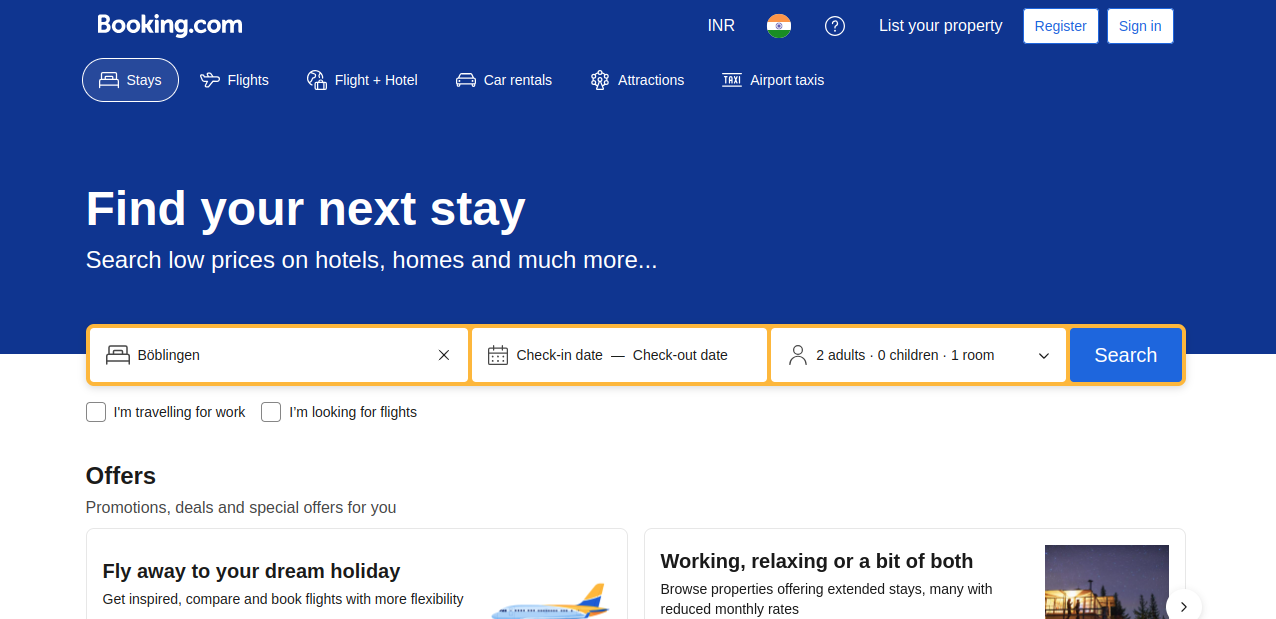 Booking.com
INR
List your property
Register
Sign in
Stays
Flights
Flight + Hotel
Car rentals
Attractions
TAXI
Airport taxis
Find your next stay
Search low prices on hotels, homes and much more...
Böblingen
Check-in date — Check-out date
2 adults · 0 children · 1 room
Search
I'm travelling for work
I'm looking for flights
Offers
Promotions, deals and special offers for you
Fly away to your dream holiday
Get inspired, compare and book flights with more flexibility
Working, relaxing or a bit of both
Browse properties offering extended stays, many with
reduced monthly rates